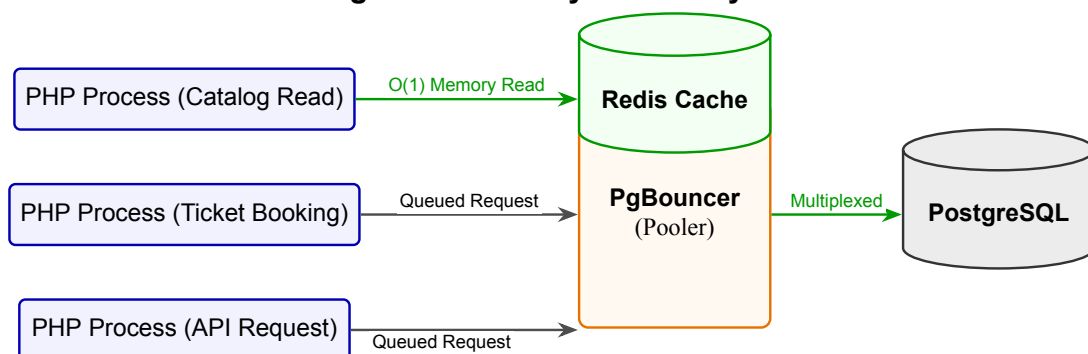 PHP Process (Catalog Read)
O(1) Memory Read
Redis Cache
PHP Process (Ticket Booking)
Queued Request
PgBouncer
(Pooler)
Multiplexed
PostgreSQL
PHP Process (API Request)
Queued Request